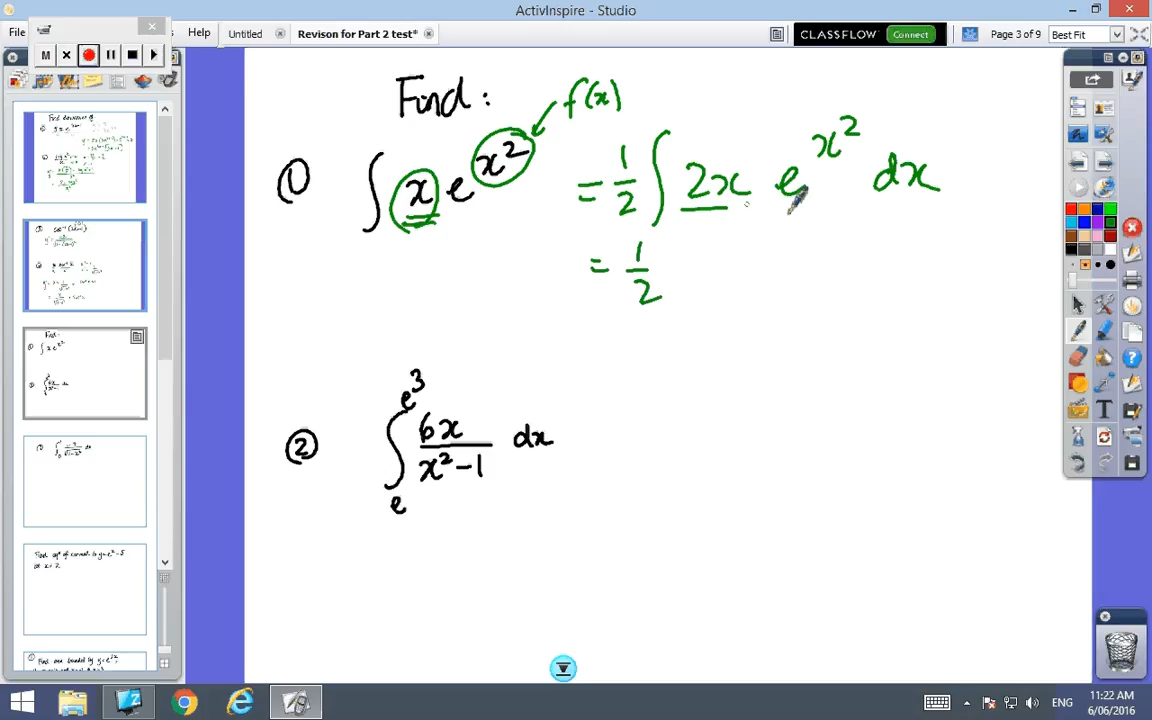 ActivInspire - Studio
File
Help
Untitled
Revison for Part 2 test*
CLASSFLOW Connect
Page 3 of 9
Best Fit
M
Find:
f(x)
① ∫ x e^x² = 1/2 ∫ 2x e^x² dx
= 1/2
② ∫_e^e³ 6x/(x²-1) dx
Find:
ENG
11:22 AM
6/06/2016